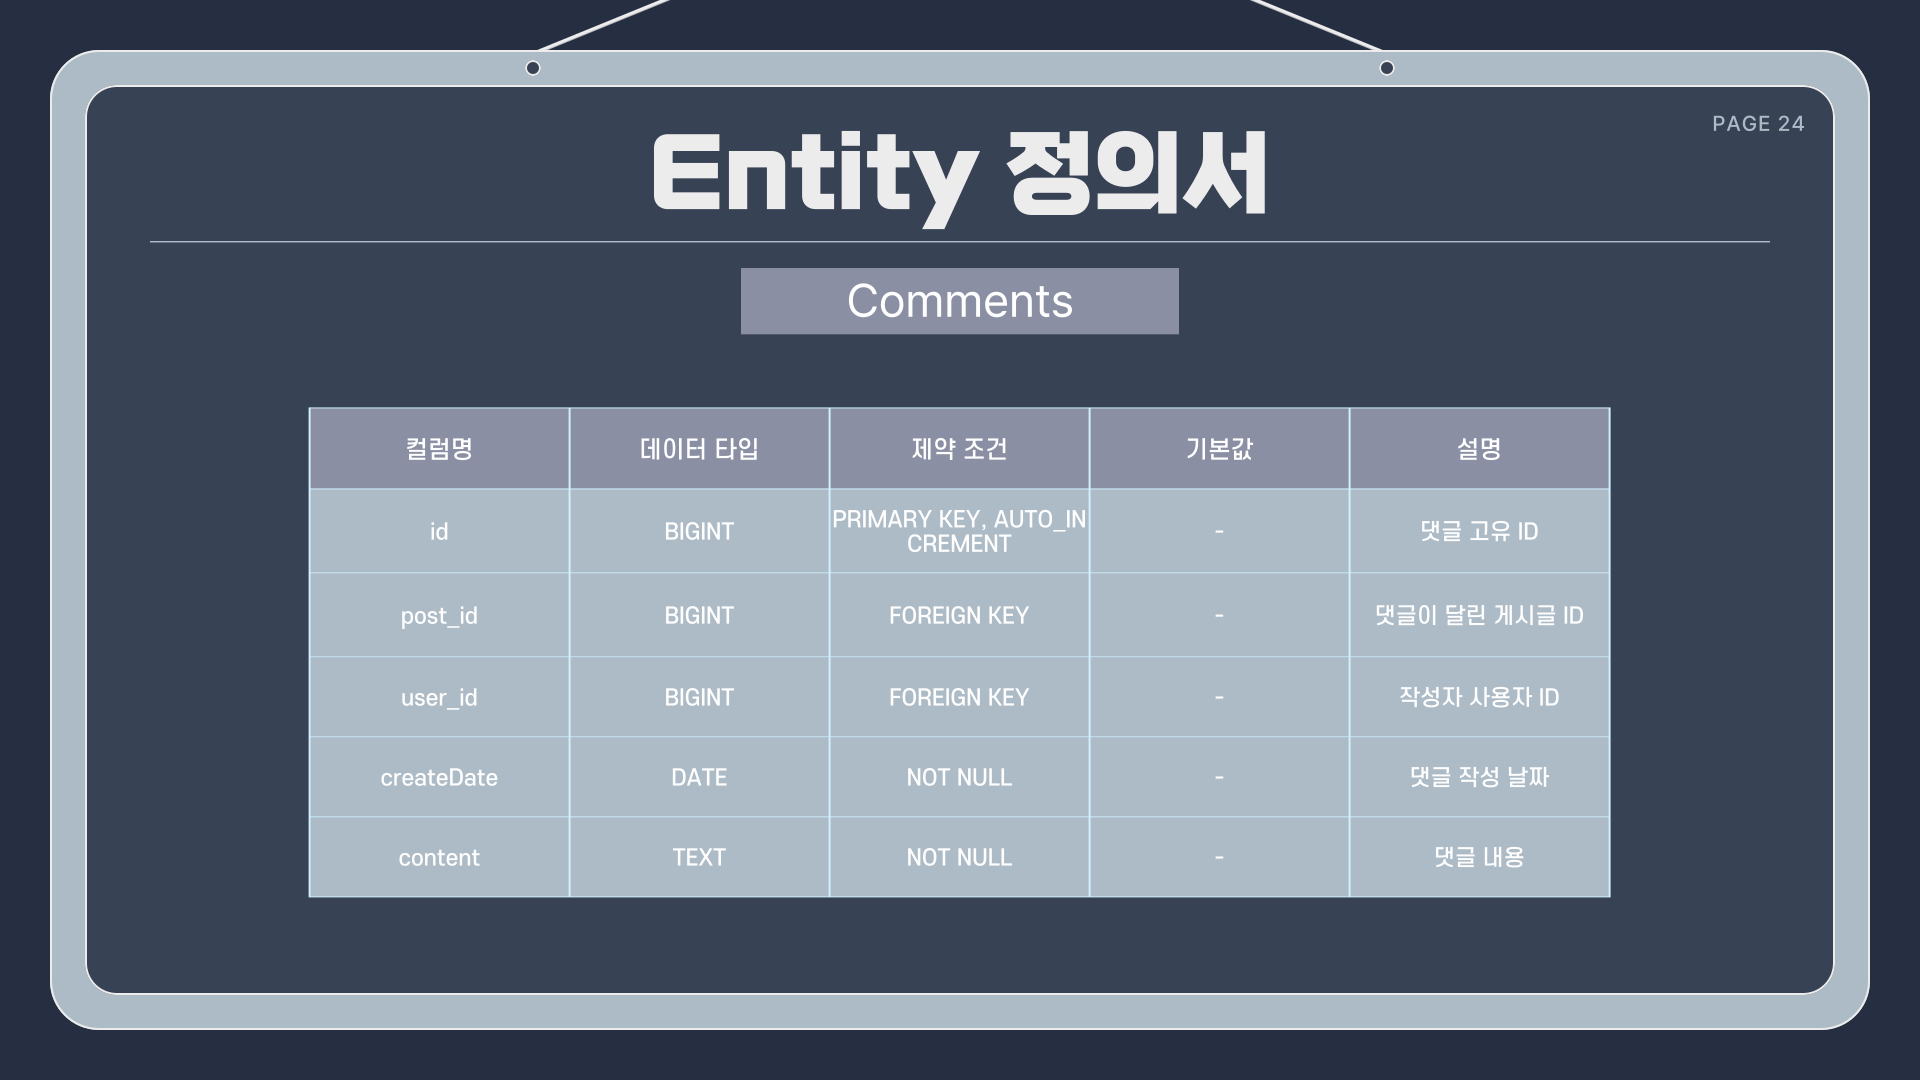 PAGE 24
Entity 정의서
Comments
컬럼명 데이터 타입 제약 조건 기본값 설명
id BIGINT PRIMARY KEY, AUTO_IN
CREMENT - 댓글 고유 ID
post_id BIGINT FOREIGN KEY - 댓글이 달린 게시글 ID
user_id BIGINT FOREIGN KEY - 작성자 사용자 ID
createDate DATE NOT NULL - 댓글 작성 날짜
content TEXT NOT NULL - 댓글 내용